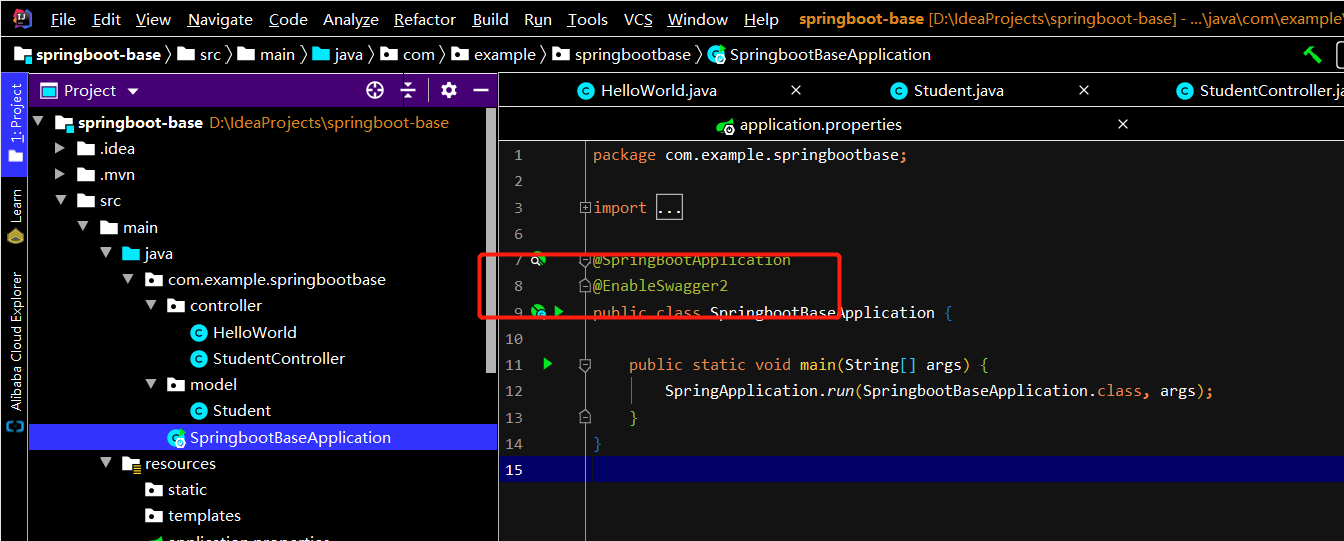 File Edit View Navigate Code Analyze Refactor Build Run Tools VCS Window Help springboot-base [D:\IdeaProjects\springboot-base] - ...\java\com\example\
springboot-base src main java com example springbootbase SpringbootBaseApplication
1: Project
Learn
Alibaba Cloud Explorer
Project
springboot-base D:\IdeaProjects\springboot-base
.idea
.mvn
src
main
java
com.example.springbootbase
controller
HelloWorld
StudentController
model
Student
SpringbootBaseApplication
resources
static
templates
application.properties
HelloWorld.java Student.java StudentController.ja
application.properties
1 package com.example.springbootbase;
2
3 import ...
6
7 @SpringBootApplication
8 @EnableSwagger2
9 public class SpringbootBaseApplication {
10
11 public static void main(String[] args) {
12 SpringApplication.run(SpringbootBaseApplication.class, args);
13 }
14 }
15